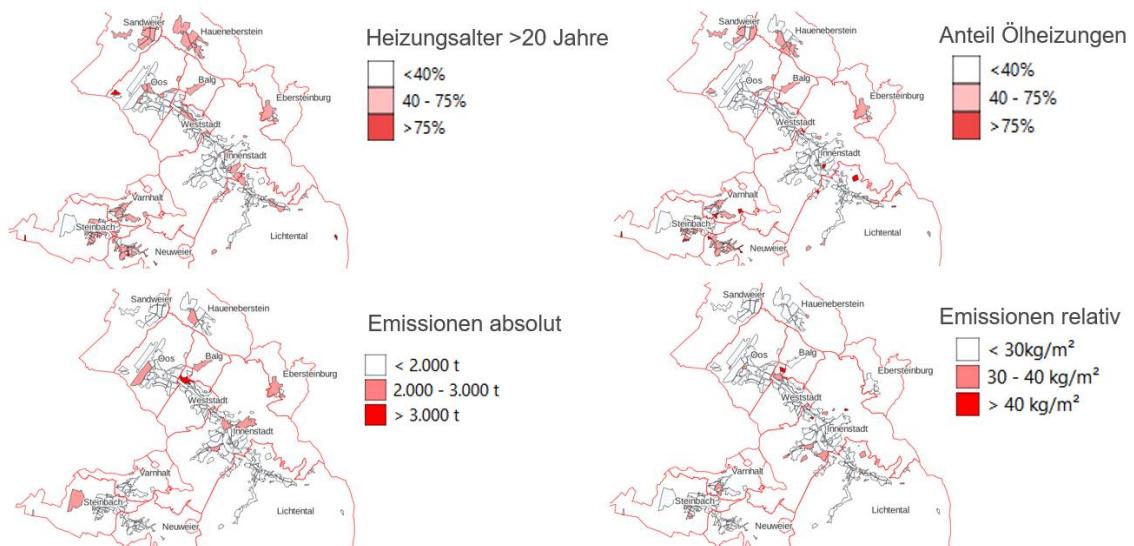 Sandweier
Haueneberstein
Oos
Balg
Ebersteinburg
Weststadt
Innenstadt
Varnhalt
Steinbach
Neuweier
Lichtental
Heizungsalter >20 Jahre
<40%
40 - 75%
>75%
Sandweier
Haueneberstein
Oos
Balg
Ebersteinburg
Weststadt
Innenstadt
Varnhalt
Steinbach
Neuweier
Lichtental
Anteil Ölheizungen
<40%
40 - 75%
>75%
Sandweier
Haueneberstein
Oos
Balg
Ebersteinburg
Weststadt
Innenstadt
Varnhalt
Steinbach
Neuweier
Lichtental
Emissionen absolut
< 2.000 t
2.000 - 3.000 t
> 3.000 t
Sandweier
Haueneberstein
Oos
Balg
Ebersteinburg
Weststadt
Innenstadt
Varnhalt
Steinbach
Neuweier
Lichtental
Emissionen relativ
< 30kg/m²
30 - 40 kg/m²
> 40 kg/m²